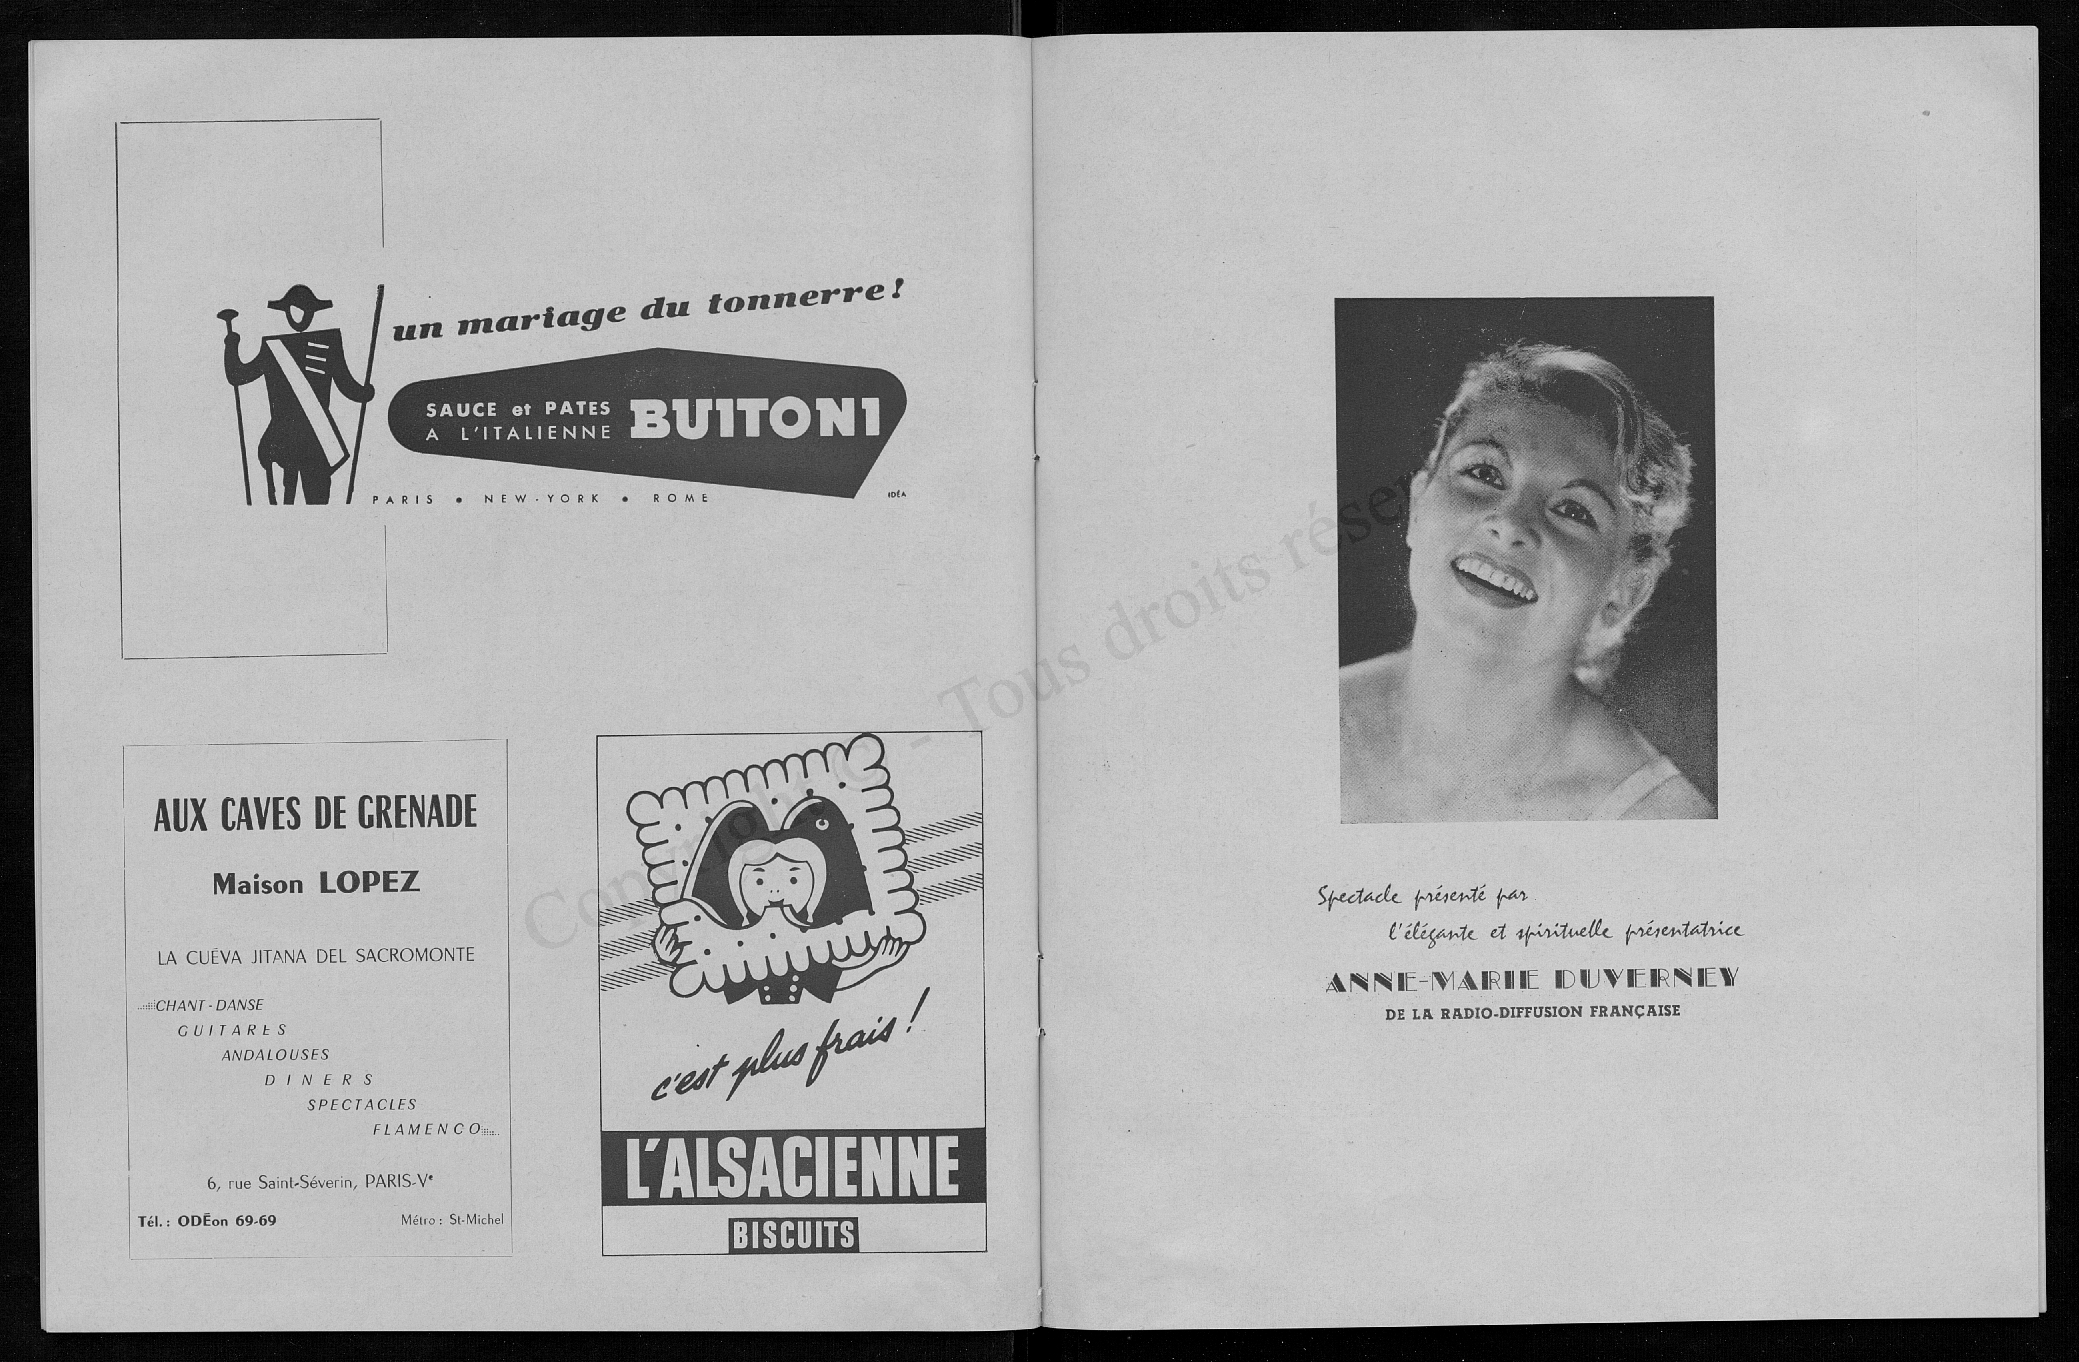 un mariage du tonnerre!
SAUCE et PATES
A L'ITALIENNE
BUITONI
PARIS • NEW-YORK • ROME
IDÉA
AUX CAVES DE GRENADE
Maison LOPEZ
LA CUÉVA JITANA DEL SACROMONTE
CHANT-DANSE
GUITARES
ANDALOUSES
DINERS
SPECTACLES
FLAMENCO
6, rue Saint-Séverin, PARIS-Ve
Tél.: ODÉon 69-69
Métro: St-Michel
c'est plus frais!
L'ALSACIENNE
BISCUITS
Spectacle présenté par
l'élégante et spirituelle présentatrice
ANNE-MARIE DUVERNEY
DE LA RADIO-DIFFUSION FRANÇAISE
Copyright © - Tous droits réser